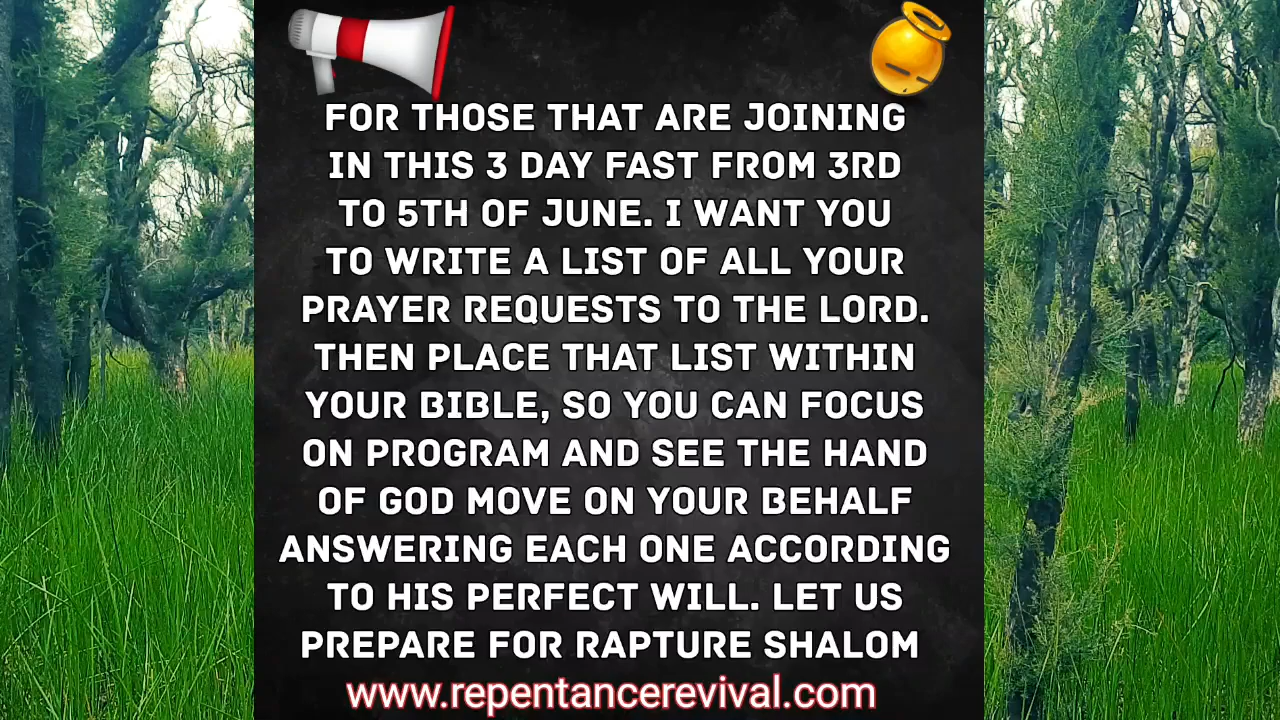 FOR THOSE THAT ARE JOINING
IN THIS 3 DAY FAST FROM 3RD
TO 5TH OF JUNE. I WANT YOU
TO WRITE A LIST OF ALL YOUR
PRAYER REQUESTS TO THE LORD.
THEN PLACE THAT LIST WITHIN
YOUR BIBLE, SO YOU CAN FOCUS
ON PROGRAM AND SEE THE HAND
OF GOD MOVE ON YOUR BEHALF
ANSWERING EACH ONE ACCORDING
TO HIS PERFECT WILL. LET US
PREPARE FOR RAPTURE SHALOM
www.repentancerevival.com